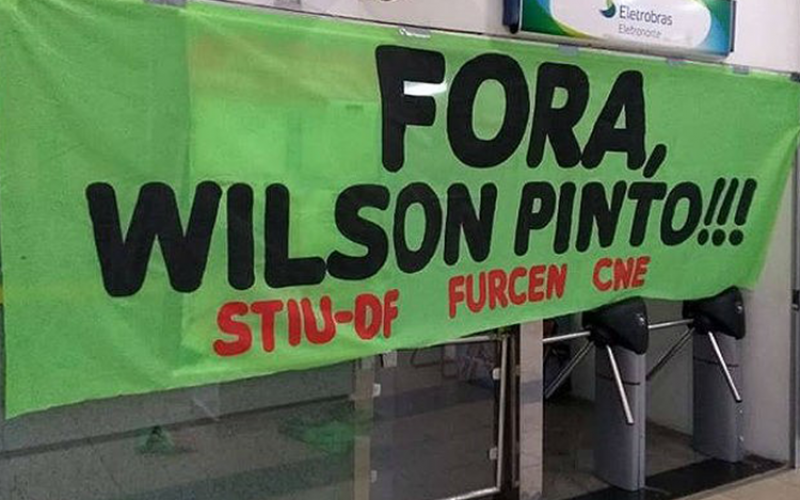 Eletrobras
Eletronorte
FORA,
WILSON PINTO!!!
STIU-DF FURCEN CNE